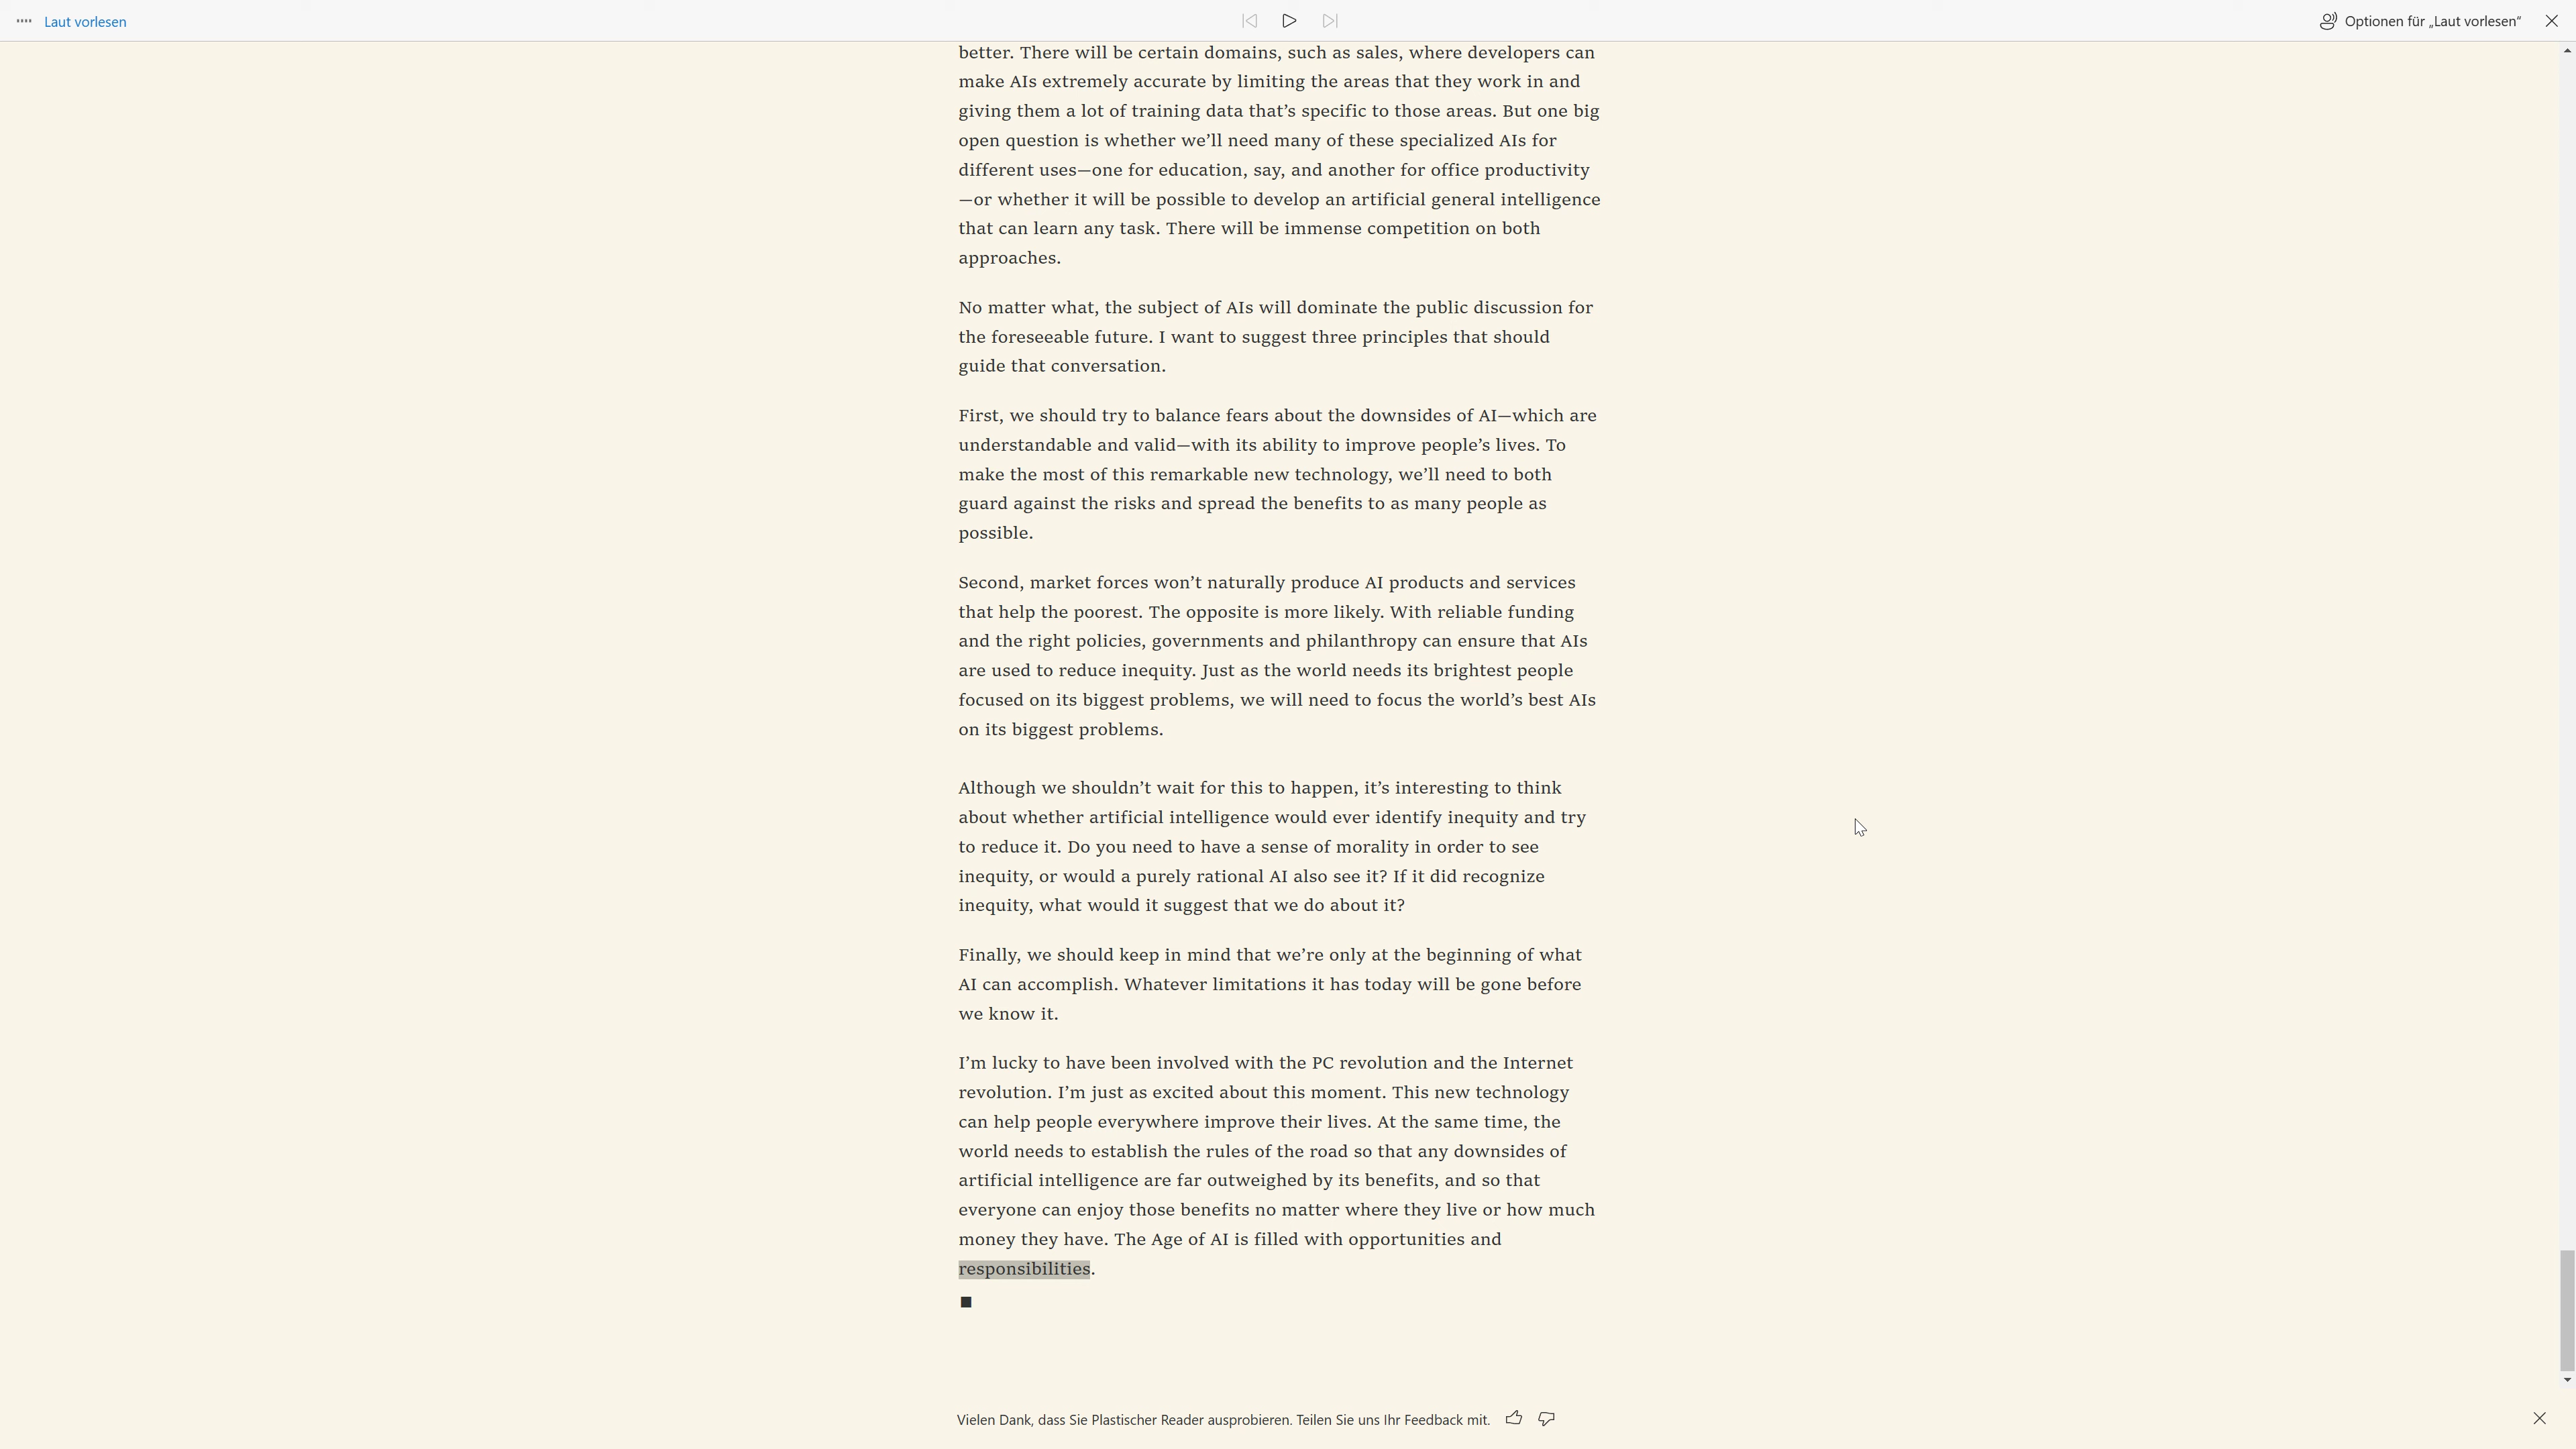 Laut vorlesen
Optionen für „Laut vorlesen“
better. There will be certain domains, such as sales, where developers can
make AIs extremely accurate by limiting the areas that they work in and
giving them a lot of training data that’s specific to those areas. But one big
open question is whether we’ll need many of these specialized AIs for
different uses—one for education, say, and another for office productivity
—or whether it will be possible to develop an artificial general intelligence
that can learn any task. There will be immense competition on both
approaches.
No matter what, the subject of AIs will dominate the public discussion for
the foreseeable future. I want to suggest three principles that should
guide that conversation.
First, we should try to balance fears about the downsides of AI—which are
understandable and valid—with its ability to improve people’s lives. To
make the most of this remarkable new technology, we’ll need to both
guard against the risks and spread the benefits to as many people as
possible.
Second, market forces won’t naturally produce AI products and services
that help the poorest. The opposite is more likely. With reliable funding
and the right policies, governments and philanthropy can ensure that AIs
are used to reduce inequity. Just as the world needs its brightest people
focused on its biggest problems, we will need to focus the world’s best AIs
on its biggest problems.
Although we shouldn’t wait for this to happen, it’s interesting to think
about whether artificial intelligence would ever identify inequity and try
to reduce it. Do you need to have a sense of morality in order to see
inequity, or would a purely rational AI also see it? If it did recognize
inequity, what would it suggest that we do about it?
Finally, we should keep in mind that we’re only at the beginning of what
AI can accomplish. Whatever limitations it has today will be gone before
we know it.
I’m lucky to have been involved with the PC revolution and the Internet
revolution. I’m just as excited about this moment. This new technology
can help people everywhere improve their lives. At the same time, the
world needs to establish the rules of the road so that any downsides of
artificial intelligence are far outweighed by its benefits, and so that
everyone can enjoy those benefits no matter where they live or how much
money they have. The Age of AI is filled with opportunities and
responsibilities.
■
Vielen Dank, dass Sie Plastischer Reader ausprobieren. Teilen Sie uns Ihr Feedback mit.